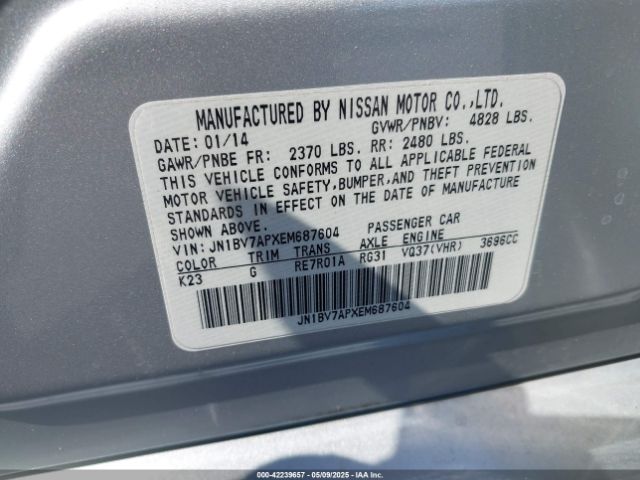 MANUFACTURED BY NISSAN MOTOR CO.,LTD.
DATE: 01/14 GVWR/PNBV: 4828 LBS.
GAWR/PNBE FR: 2370 LBS. RR: 2480 LBS.
THIS VEHICLE CONFORMS TO ALL APPLICABLE FEDERAL
MOTOR VEHICLE SAFETY,BUMPER,AND THEFT PREVENTION
STANDARDS IN EFFECT ON THE DATE OF MANUFACTURE
SHOWN ABOVE.
VIN: JN1BV7APXEM687604 PASSENGER CAR
COLOR TRIM TRANS AXLE ENGINE
K23 G RE7R01A RG31 VQ37(VHR) 3696CC
JN1BV7APXEM687604
000-42239657 - 05/09/2025 - IAAI.COM